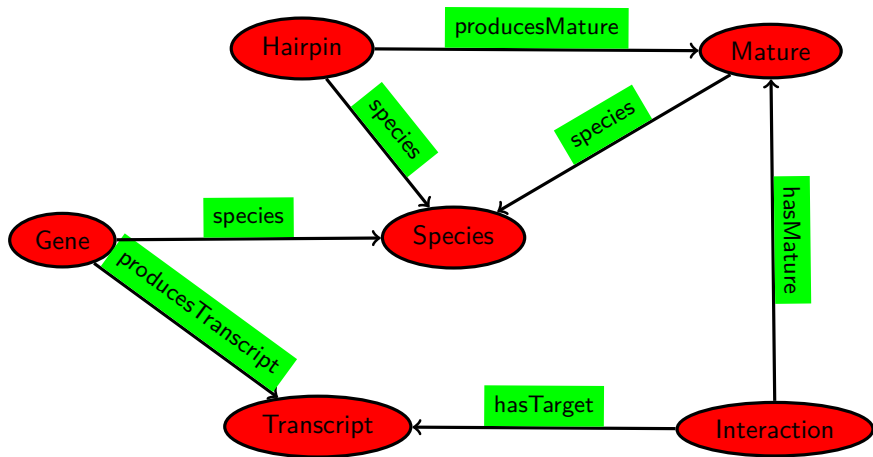 producesMature
Hairpin
Mature
species
species
hasMature
species
Gene
Species
producesTranscript
hasTarget
Transcript
Interaction